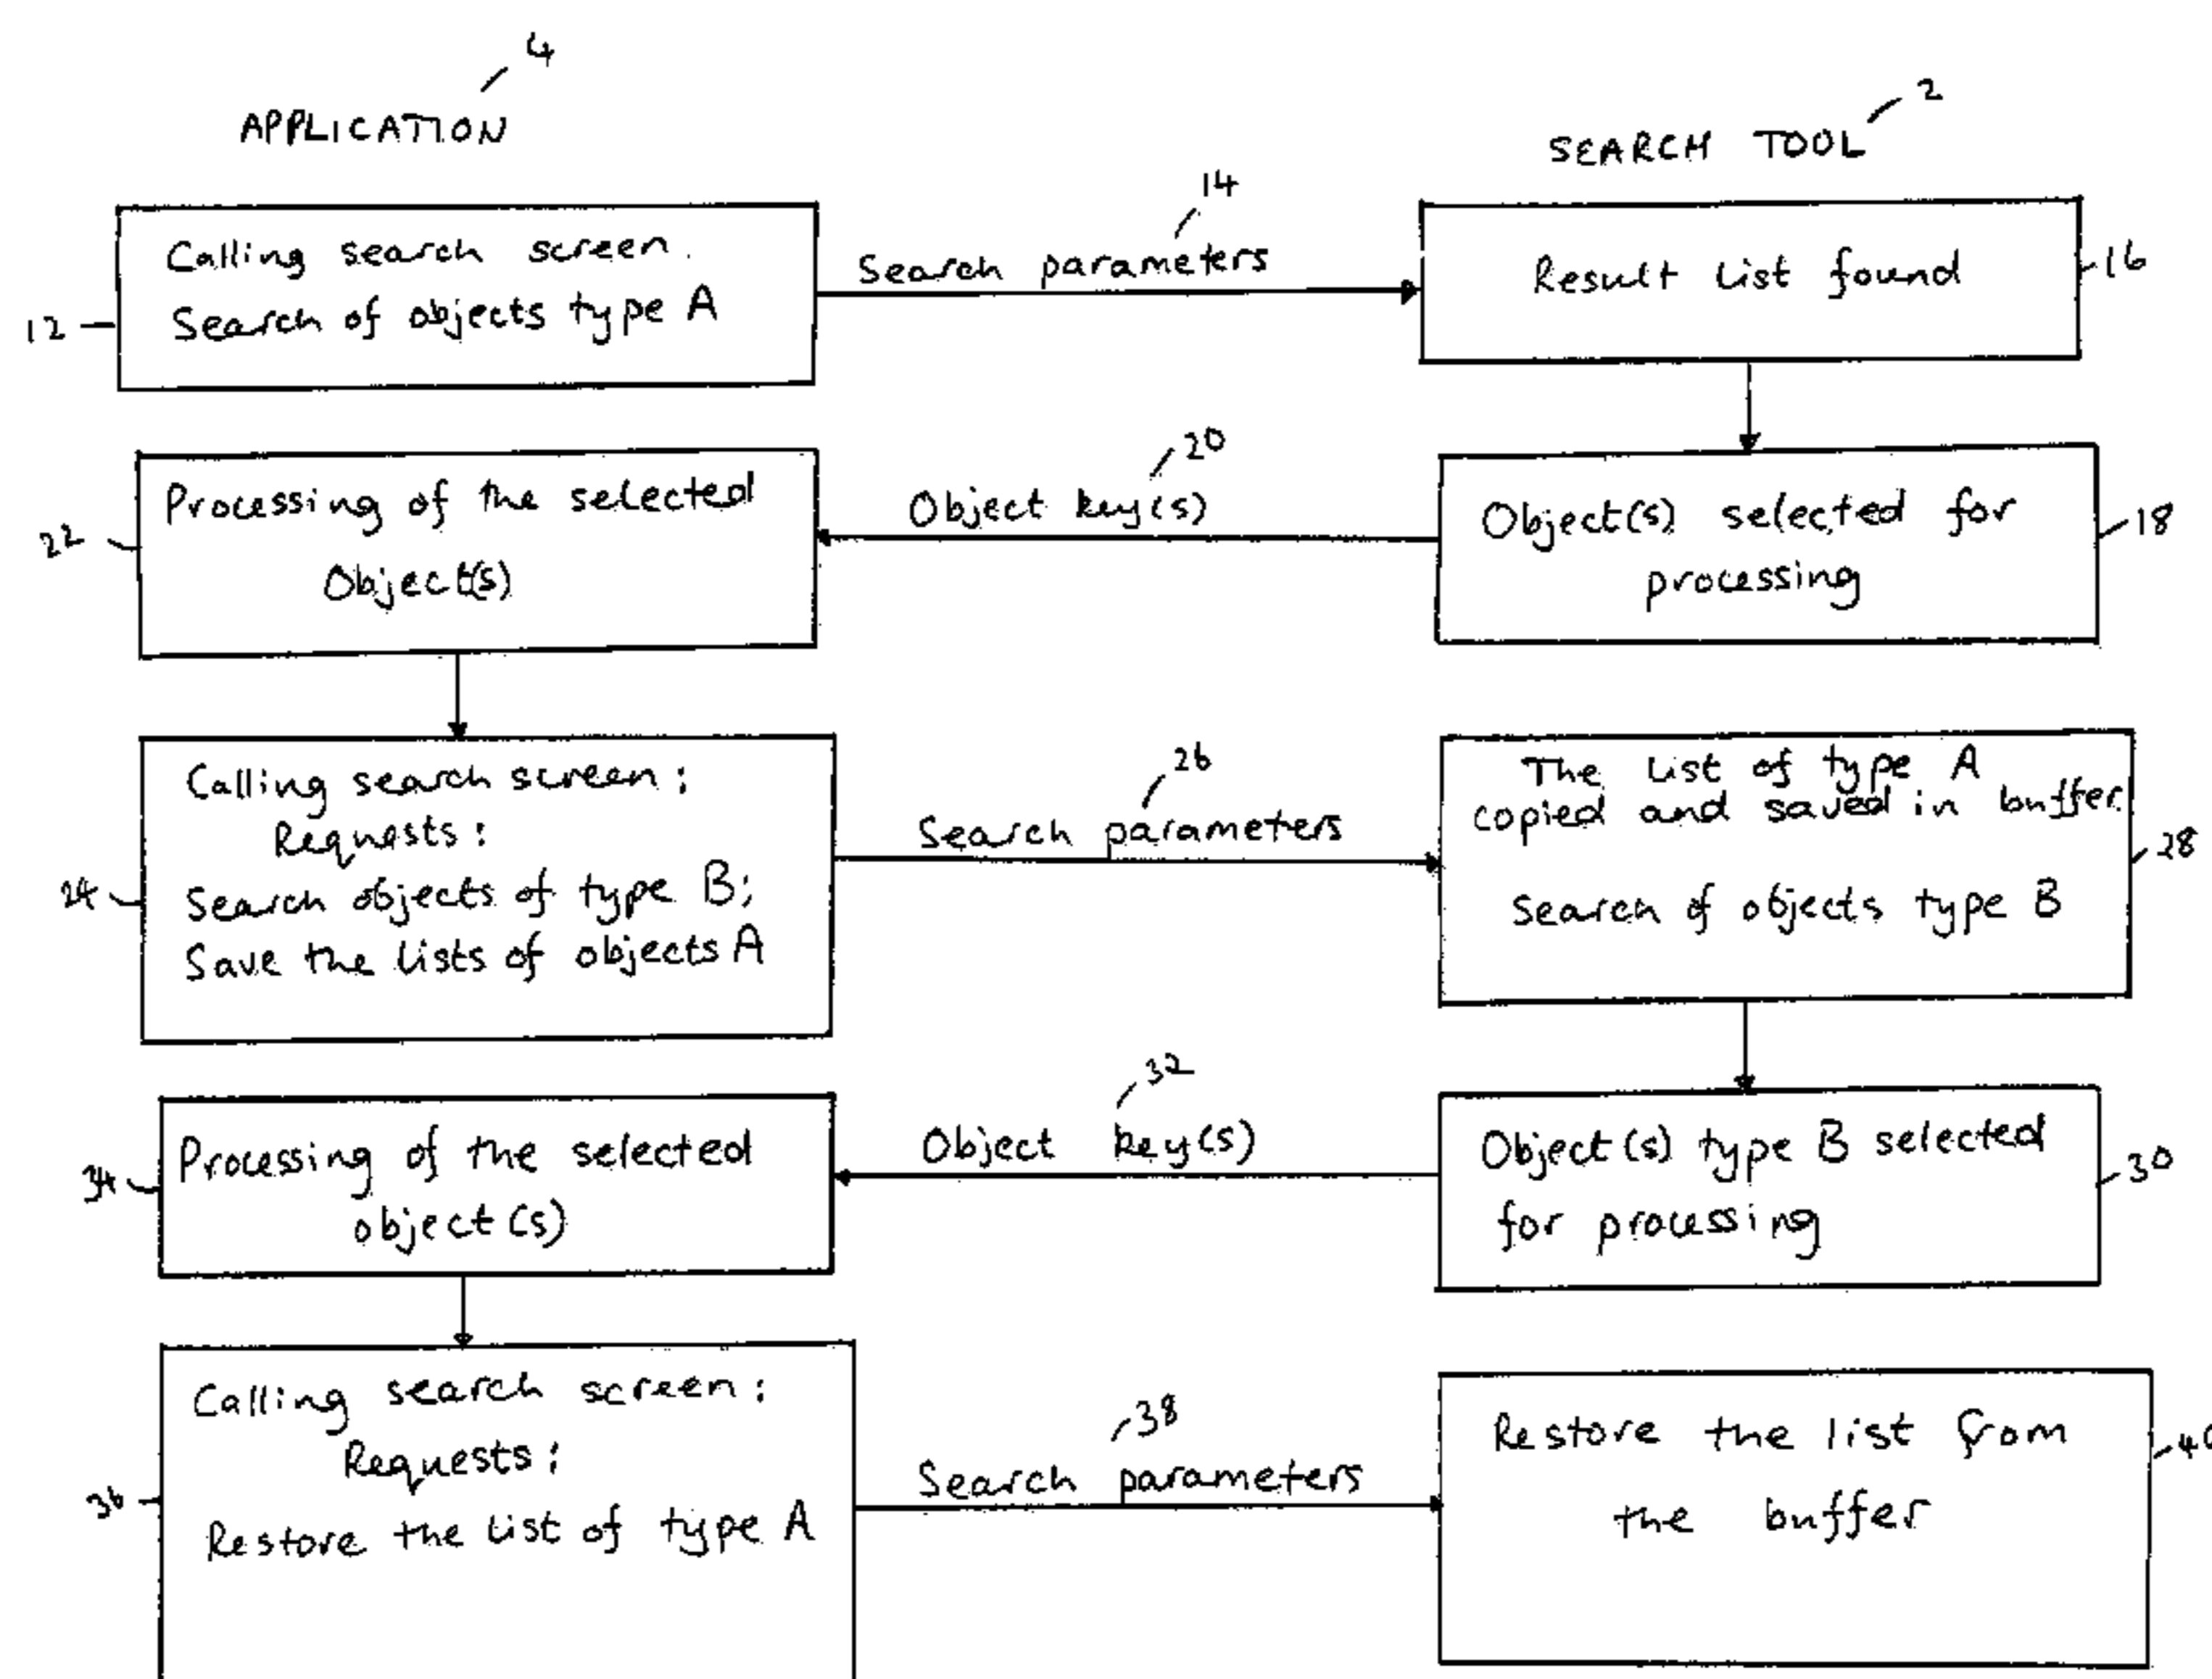 4
APPLICATION
2
SEARCH TOOL
12
Calling search screen.
Search of objects type A
14
Search parameters
Result list found
16
22
Processing of the selected
Object(s)
20
Object key(s)
Object(s) selected for
processing
18
24
Calling search screen:
Requests:
Search objects of type B;
Save the lists of objects A
26
Search parameters
The list of type A
copied and saved in buffer
Search of objects type B
28
34
Processing of the selected
object(s)
32
Object key(s)
Object(s) type B selected
for processing
30
36
Calling search screen:
Requests:
Restore the list of type A
38
Search parameters
Restore the list from
the buffer
40